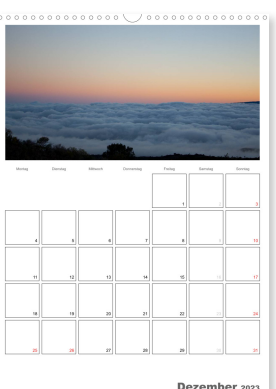 Montag Dienstag Mittwoch Donnerstag Freitag Samstag Sonntag
1 2 3
4 5 6 7 8 9 10
11 12 13 14 15 16 17
18 19 20 21 22 23 24
25 26 27 28 29 30 31
Dezember 2023